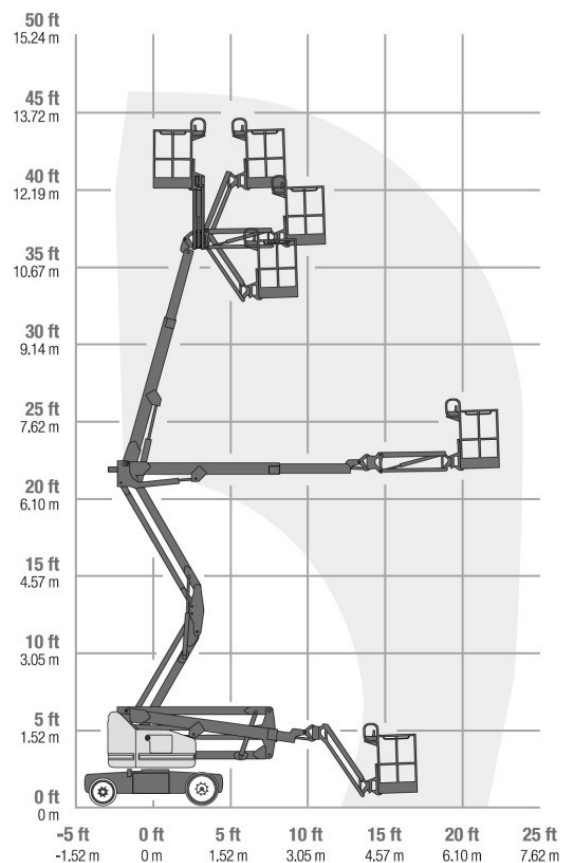 50 ft
15.24 m
45 ft
13.72 m
40 ft
12.19 m
35 ft
10.67 m
30 ft
9.14 m
25 ft
7.62 m
20 ft
6.10 m
15 ft
4.57 m
10 ft
3.05 m
5 ft
1.52 m
0 ft
0 m
-5 ft 0 ft 5 ft 10 ft 15 ft 20 ft 25 ft
-1.52 m 0 m 1.52 m 3.05 m 4.57 m 6.10 m 7.62 m